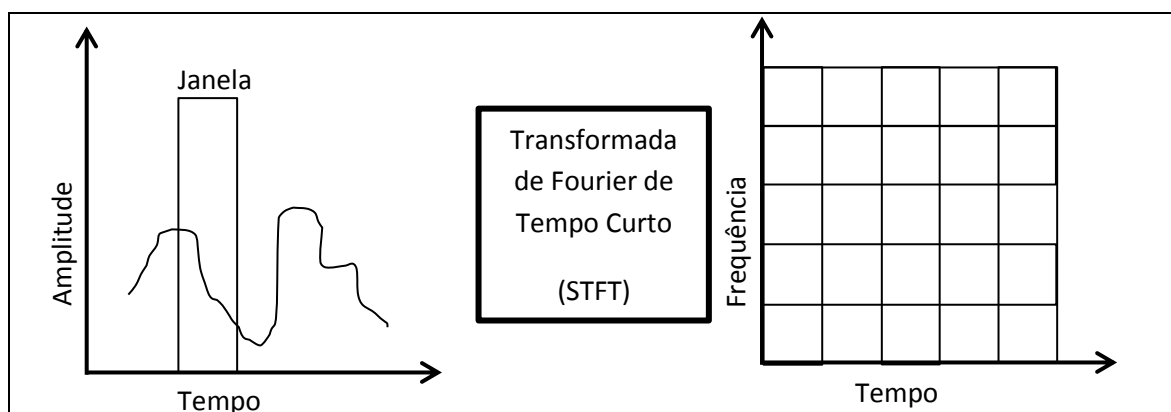 Janela
Amplitude
Tempo
Transformada
de Fourier de
Tempo Curto
(STFT)
Frequência
Tempo